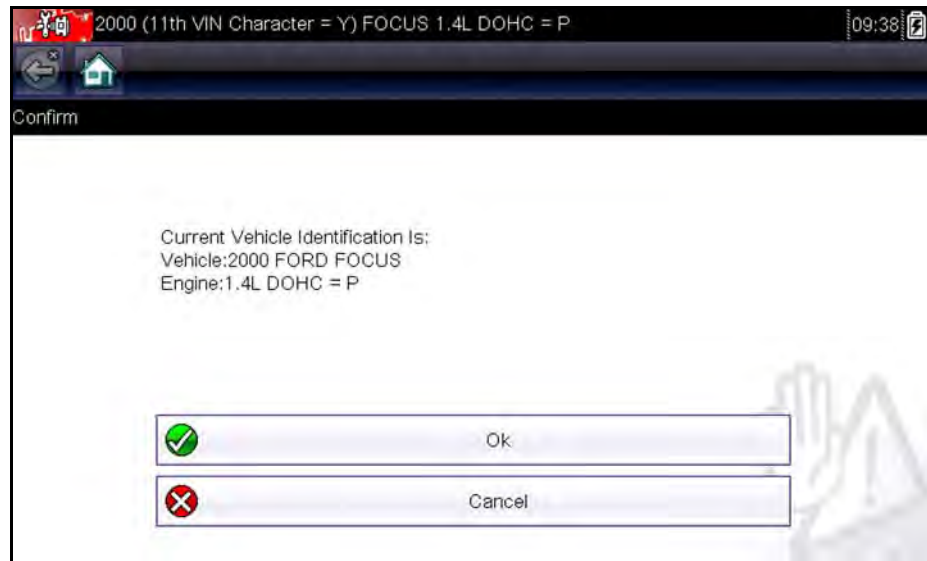 2000 (11th VIN Character = Y) FOCUS 1.4L DOHC = P 09:38
Confirm
Current Vehicle Identification Is:
Vehicle:2000 FORD FOCUS
Engine:1.4L DOHC = P
Ok
Cancel